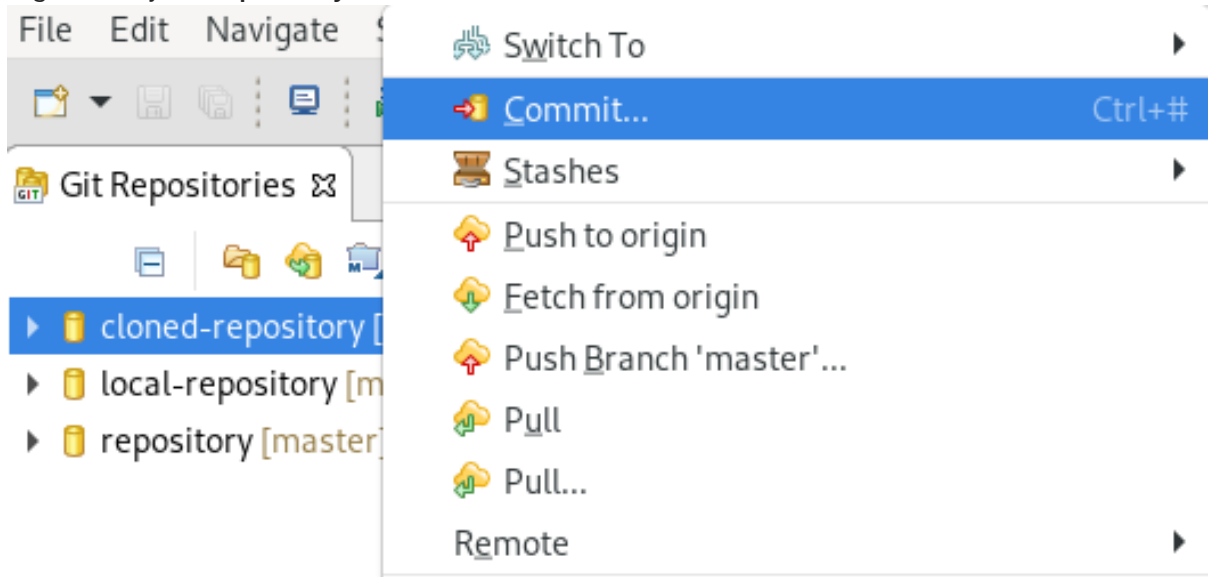 File Edit Navigate
Git Repositories
cloned-repository [
local-repository [m
repository [master]
Switch To
Commit... Ctrl+#
Stashes
Push to origin
Fetch from origin
Push Branch 'master'...
Pull
Pull...
Remote